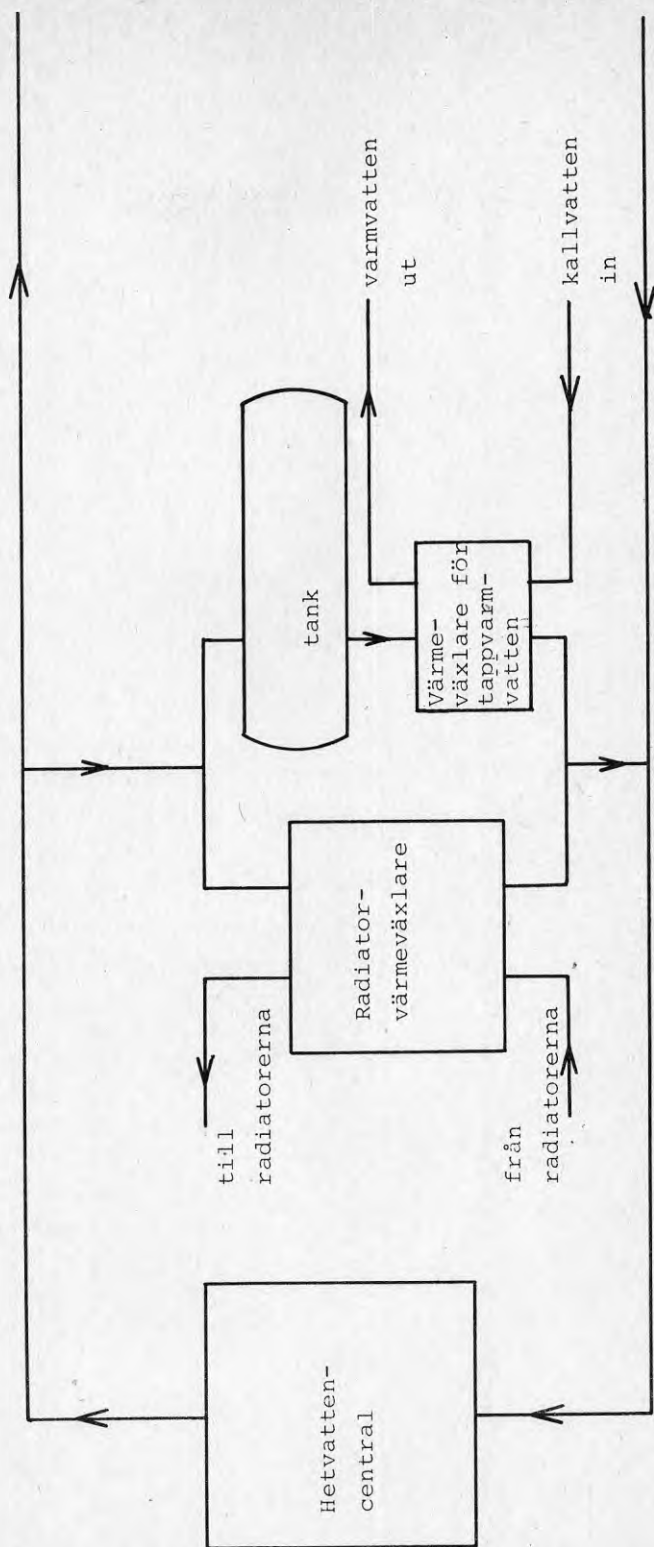 Hetvatten-
central
till
radiatorerna
från
radiatorerna
Radiator-
värmeväxlare
tank
Värme-
växlare för
tappvarm-
vatten
varmvatten
ut
kallvatten
in